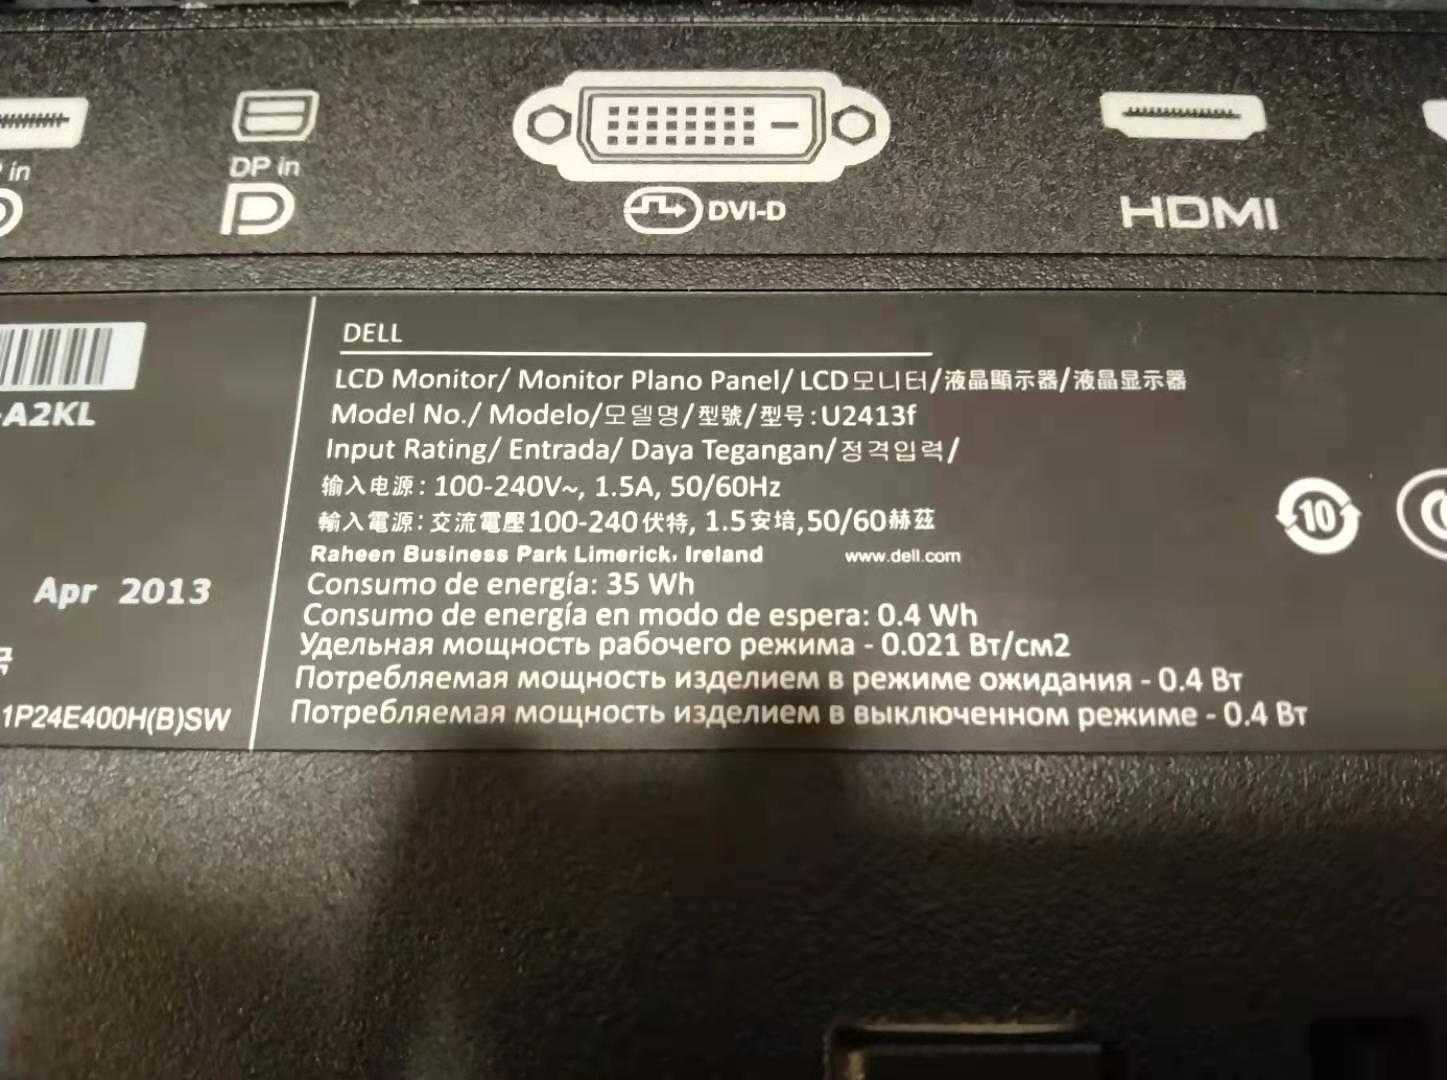 in
DP in
DVI-D
HDMI
DELL
LCD Monitor/ Monitor Plano Panel/ LCD모니터/液晶顯示器/液晶显示器
-A2KL
Model No./ Modelo/모델명/型號/型号:U2413f
Input Rating/ Entrada/ Daya Tegangan/정격입력/
输入电源: 100-240V~, 1.5A, 50/60Hz
10
輸入電源: 交流電壓100-240伏特, 1.5安培,50/60赫茲
Raheen Business Park Limerick, Ireland www.dell.com
Apr 2013
Consumo de energía: 35 Wh
Consumo de energía en modo de espera: 0.4 Wh
Удельная мощность рабочего режима - 0.021 Вт/см2
Потребляемая мощность изделием в режиме ожидания - 0.4 Вт
1P24E400H(B)SW
Потребляемая мощность изделием в выключенном режиме - 0.4 Вт